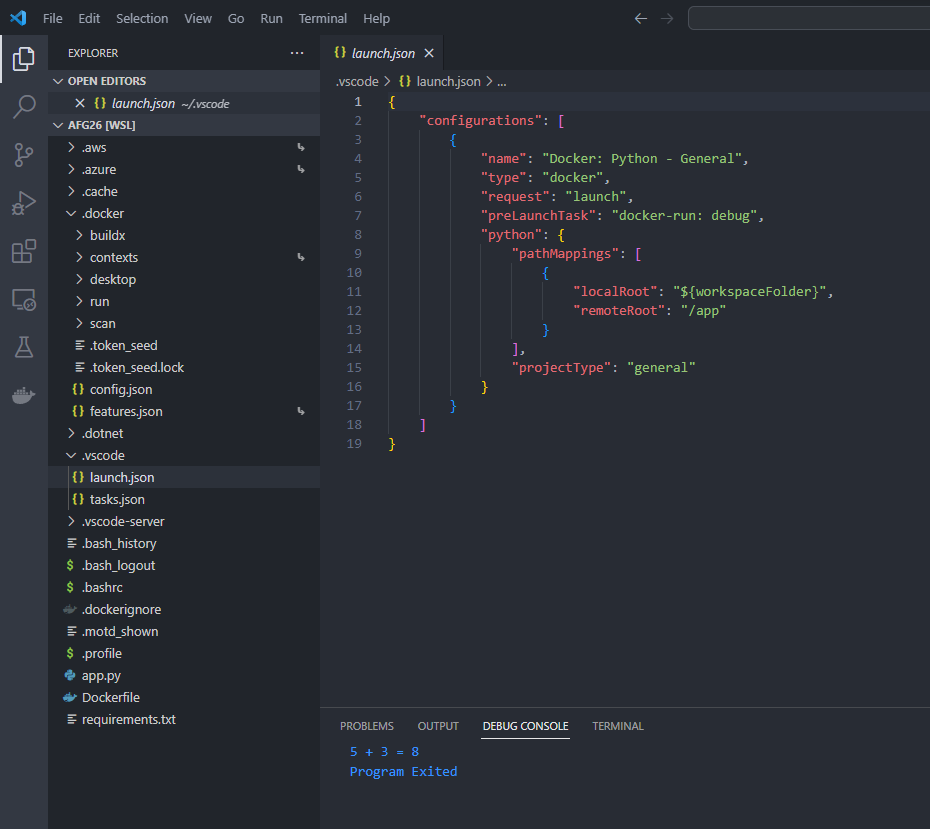 File Edit Selection View Go Run Terminal Help
EXPLORER
OPEN EDITORS
launch.json ~/.vscode
AFG26 [WSL]
.aws
.azure
.cache
.docker
buildx
contexts
desktop
run
scan
.token_seed
.token_seed.lock
config.json
features.json
.dotnet
.vscode
launch.json
tasks.json
.vscode-server
.bash_history
.bash_logout
.bashrc
.dockerignore
.motd_shown
.profile
app.py
Dockerfile
requirements.txt
launch.json
.vscode > {} launch.json > ...
1 {
2 "configurations": [
3 {
4 "name": "Docker: Python - General",
5 "type": "docker",
6 "request": "launch",
7 "preLaunchTask": "docker-run: debug",
8 "python": {
9 "pathMappings": [
10 {
11 "localRoot": "${workspaceFolder}",
12 "remoteRoot": "/app"
13 }
14 ],
15 "projectType": "general"
16 }
17 }
18 ]
19 }
PROBLEMS OUTPUT DEBUG CONSOLE TERMINAL
5 + 3 = 8
Program Exited